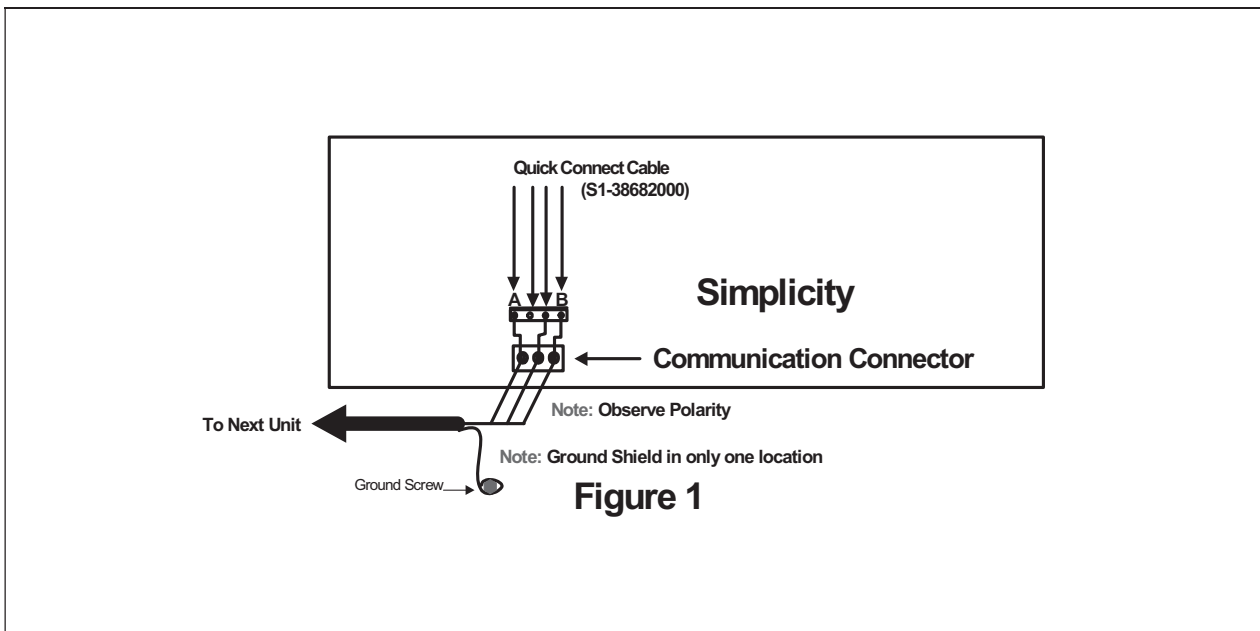 Quick Connect Cable
(S1-38682000)
A B
Simplicity
Communication Connector
Note: Observe Polarity
To Next Unit
Note: Ground Shield in only one location
Ground Screw
Figure 1